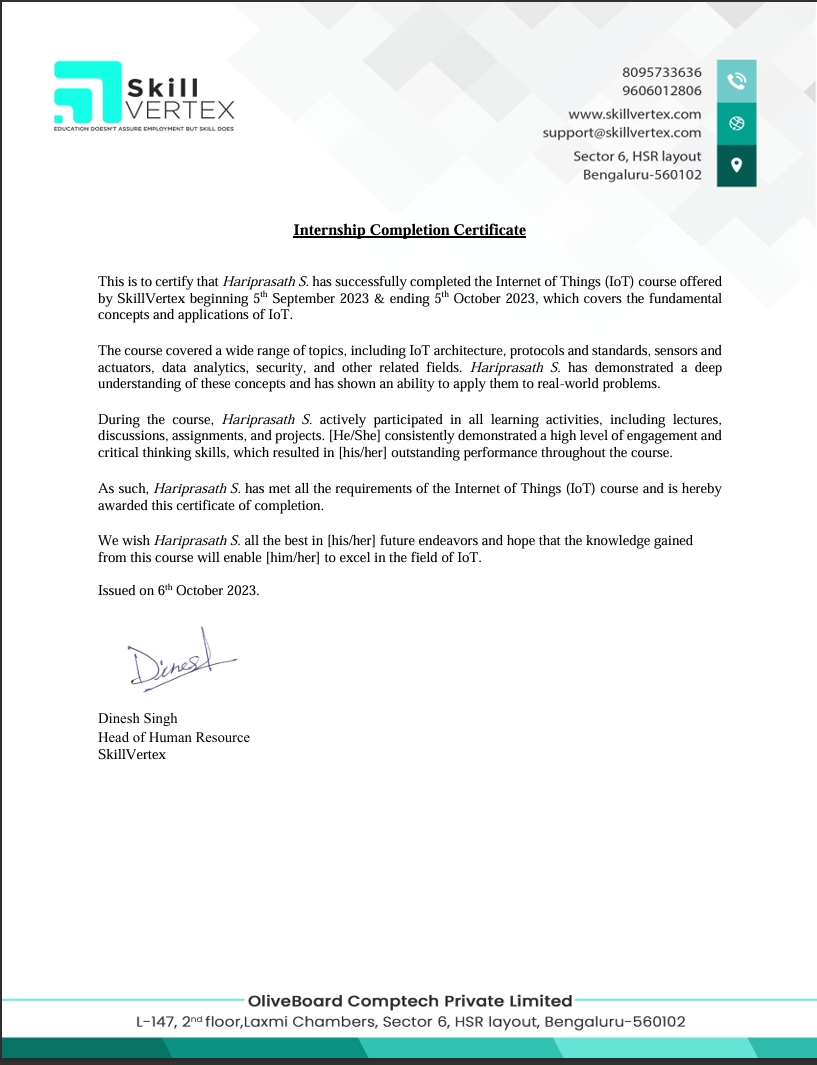 Skill
VERTEX
EDUCATION DOESN'T ASSURE EMPLOYMENT BUT SKILL DOES
8095733636
9606012806
www.skillvertex.com
support@skillvertex.com
Sector 6, HSR layout
Bengaluru-560102
Internship Completion Certificate
This is to certify that Hariprasath S. has successfully completed the Internet of Things (IoT) course offered
by SkillVertex beginning 5th September 2023 & ending 5th October 2023, which covers the fundamental
concepts and applications of IoT.
The course covered a wide range of topics, including IoT architecture, protocols and standards, sensors and
actuators, data analytics, security, and other related fields. Hariprasath S. has demonstrated a deep
understanding of these concepts and has shown an ability to apply them to real-world problems.
During the course, Hariprasath S. actively participated in all learning activities, including lectures,
discussions, assignments, and projects. [He/She] consistently demonstrated a high level of engagement and
critical thinking skills, which resulted in [his/her] outstanding performance throughout the course.
As such, Hariprasath S. has met all the requirements of the Internet of Things (IoT) course and is hereby
awarded this certificate of completion.
We wish Hariprasath S. all the best in [his/her] future endeavors and hope that the knowledge gained
from this course will enable [him/her] to excel in the field of IoT.
Issued on 6th October 2023.
Dinesh
Dinesh Singh
Head of Human Resource
SkillVertex
OliveBoard Comptech Private Limited
L-147, 2nd floor,Laxmi Chambers, Sector 6, HSR layout, Bengaluru-560102